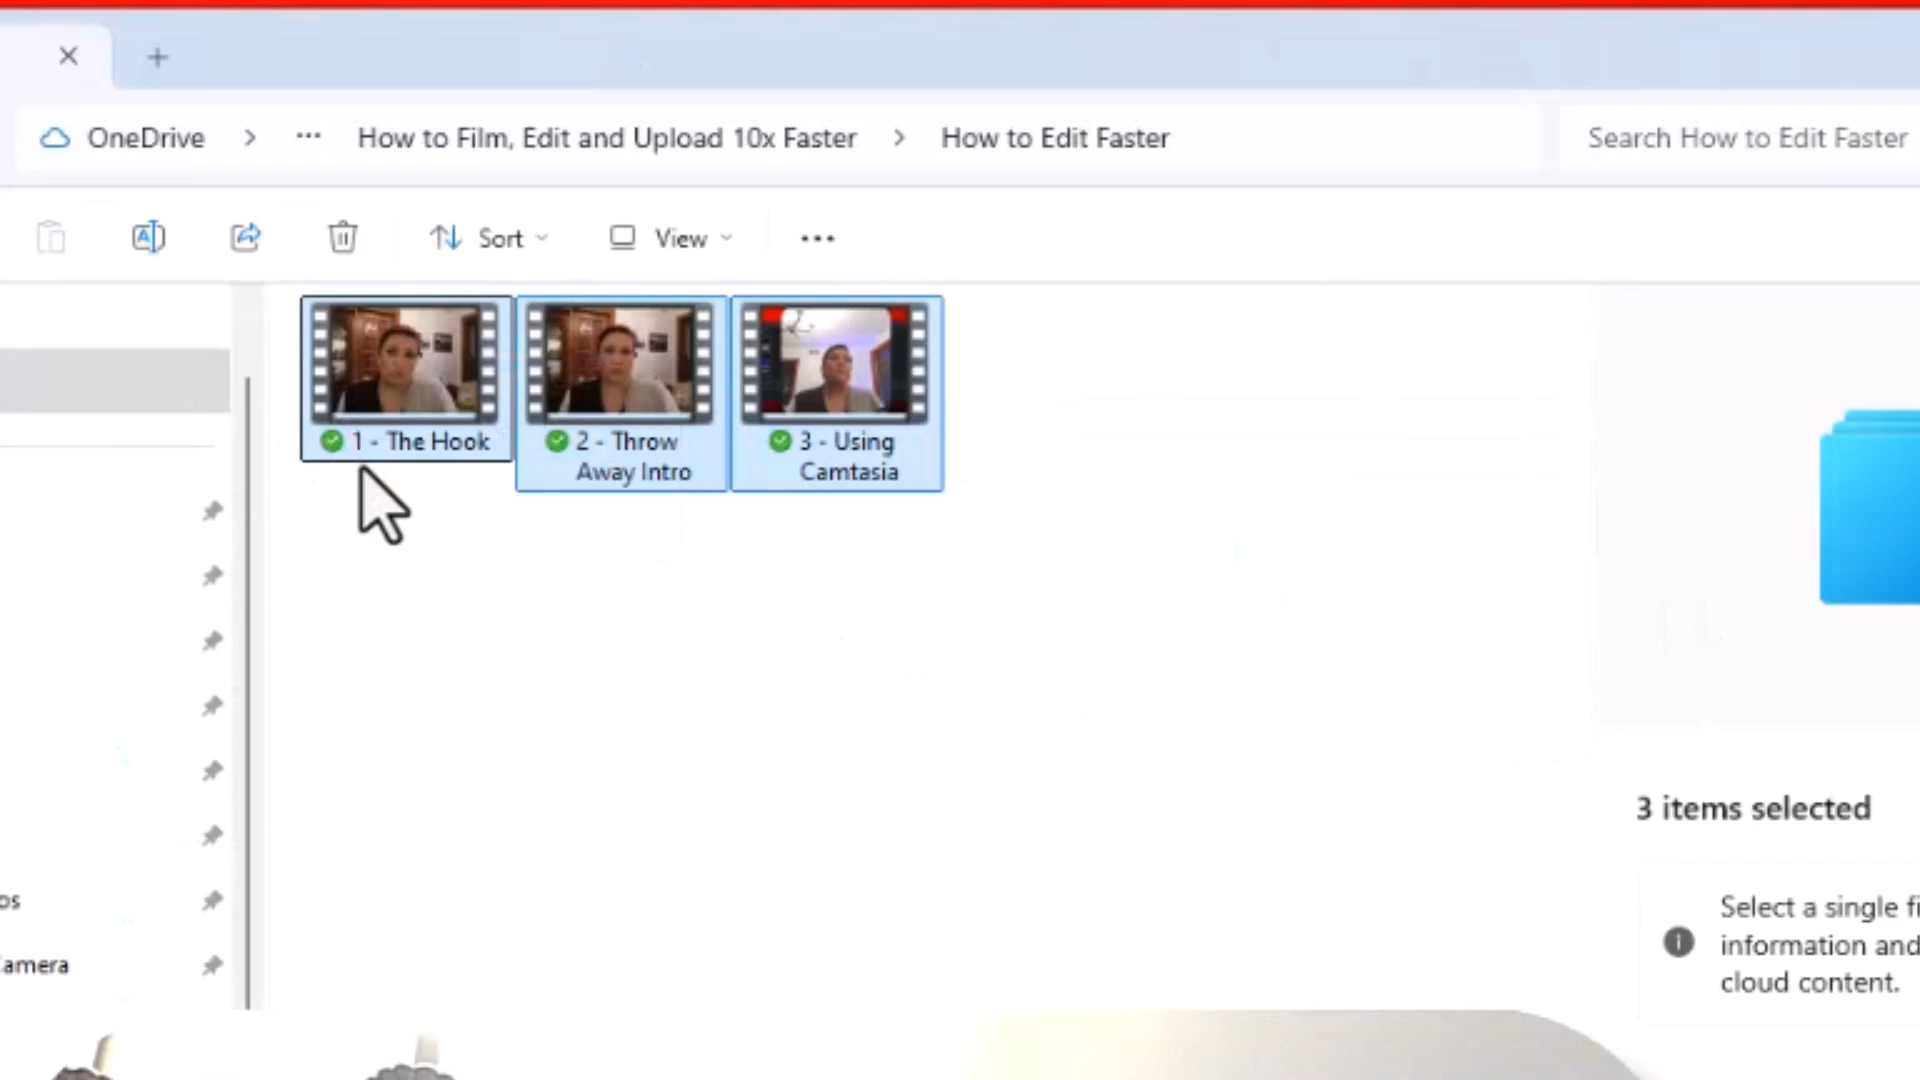 OneDrive > ... How to Film, Edit and Upload 10x Faster > How to Edit Faster
Search How to Edit Faster
Sort
View
1 - The Hook
2 - Throw
Away Intro
3 - Using
Camtasia
3 items selected
Select a single fi
information and
cloud content.
os
Camera